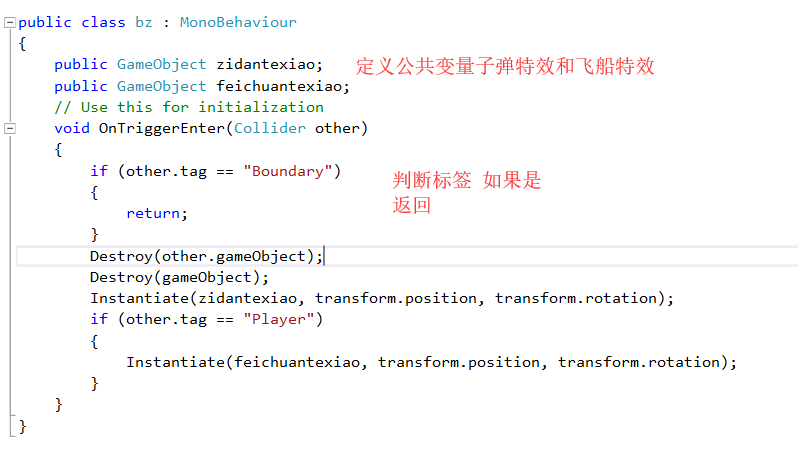 public class bz : MonoBehaviour
{
public GameObject zidantexiao; 定义公共变量子弹特效和飞船特效
public GameObject feichuantexiao;
// Use this for initialization
void OnTriggerEnter(Collider other)
{
if (other.tag == "Boundary") 判断标签 如果是
{ 返回
return;
}
Destroy(other.gameObject);
Destroy(gameObject);
Instantiate(zidantexiao, transform.position, transform.rotation);
if (other.tag == "Player")
{
Instantiate(feichuantexiao, transform.position, transform.rotation);
}
}
}